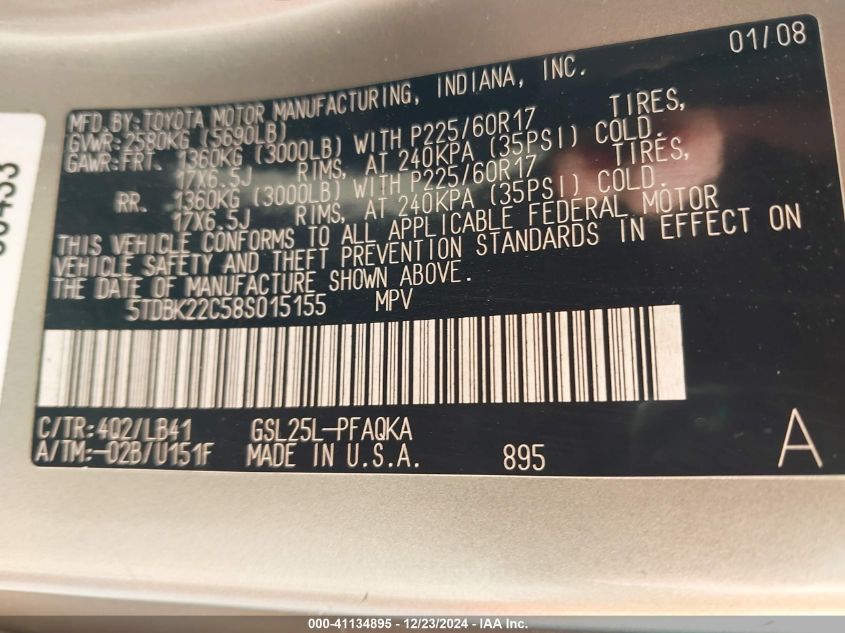 01/08
MFD.BY:TOYOTA MOTOR MANUFACTURING, INDIANA, INC.
GVWR:2580KG (5690LB)
GAWR:FRT. 1360KG (3000LB) WITH P225/60R17 TIRES,
17X6.5J RIMS, AT 240KPA (35PSI) COLD.
RR. 1360KG (3000LB) WITH P225/60R17 TIRES,
17X6.5J RIMS, AT 240KPA (35PSI) COLD.
THIS VEHICLE CONFORMS TO ALL APPLICABLE FEDERAL MOTOR
VEHICLE SAFETY AND THEFT PREVENTION STANDARDS IN EFFECT ON
THE DATE OF MANUFACTURE SHOWN ABOVE.
5TDBK22C58S015155 MPV
C/TR:4Q2/LB41 GSL25L-PFAQKA
A/TM:-02B/U151F MADE IN U.S.A. 895 A
000-41134895 - 12/23/2024 - IAA Inc.